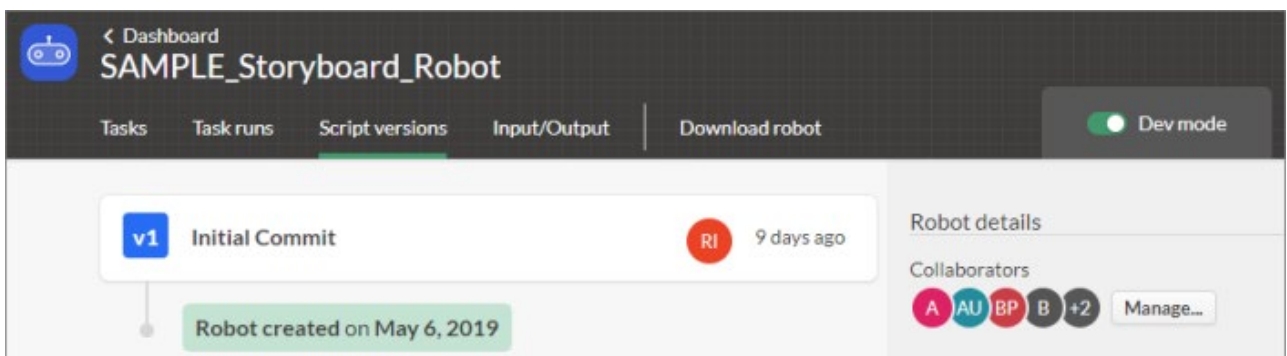 < Dashboard
SAMPLE_Storyboard_Robot
Tasks Task runs Script versions Input/Output Download robot Dev mode
v1 Initial Commit RI 9 days ago
Robot created on May 6, 2019
Robot details
Collaborators
A AU BP B +2 Manage...